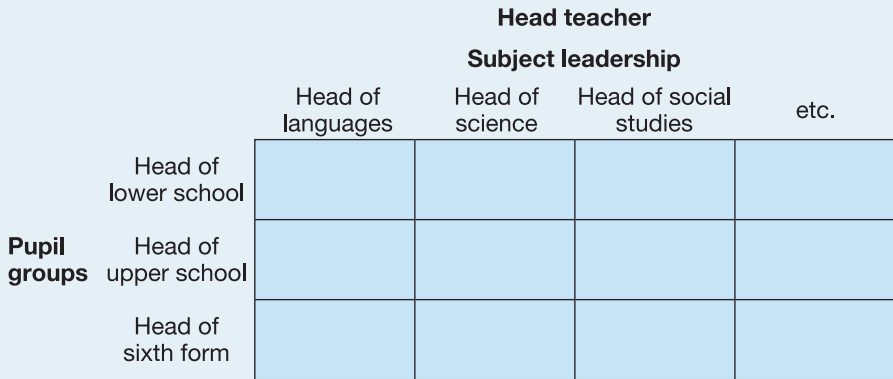 Head teacher
Subject leadership
Head of
languages
Head of
science
Head of social
studies
etc.
Head of
lower school
Pupil
groups
Head of
upper school
Head of
sixth form